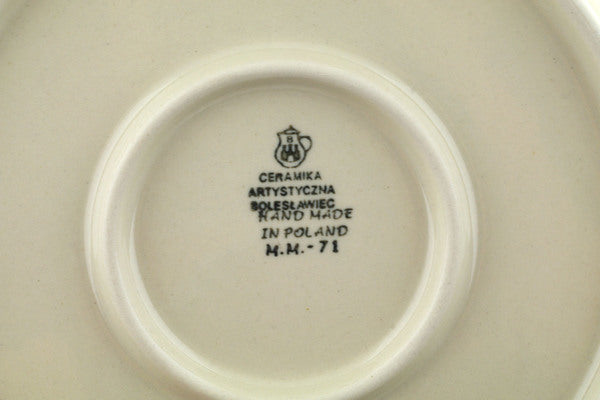 B
CERAMIKA
ARTYSTYCZNA
BOLESŁAWIEC
HAND MADE
IN POLAND
M.M.-71